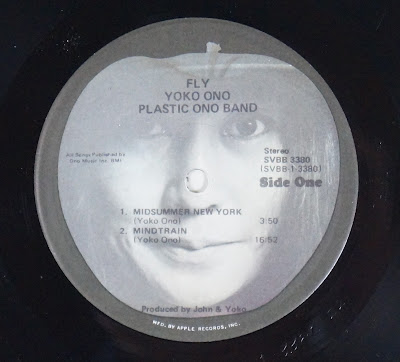 FLY
YOKO ONO
PLASTIC ONO BAND
All Songs Published by
Ono Music Inc. BMI
Stereo
SVBB 3380
(SVBB-1-3380)
Side One
1. MIDSUMMER NEW YORK
(Yoko Ono) 3:50
2. MINDTRAIN
(Yoko Ono) 16:52
Produced by John & Yoko
MFG. BY APPLE RECORDS, INC.